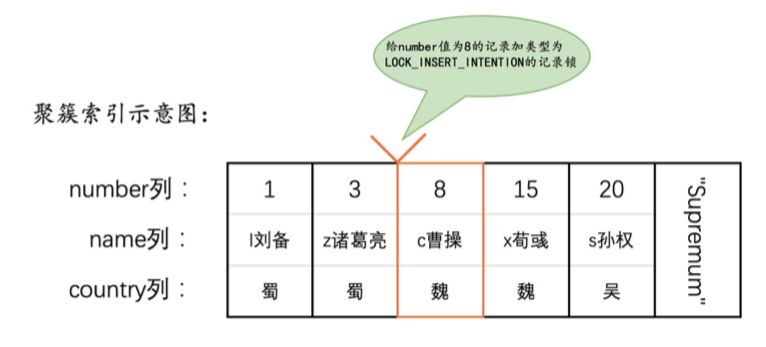 给number值为8的记录加类型为
LOCK_INSERT_INTENTION的记录锁
聚簇索引示意图：
number列： 1 3 8 15 20 "Supremum"
name列： l刘备 z诸葛亮 c曹操 x荀彧 s孙权
country列： 蜀 蜀 魏 魏 吴